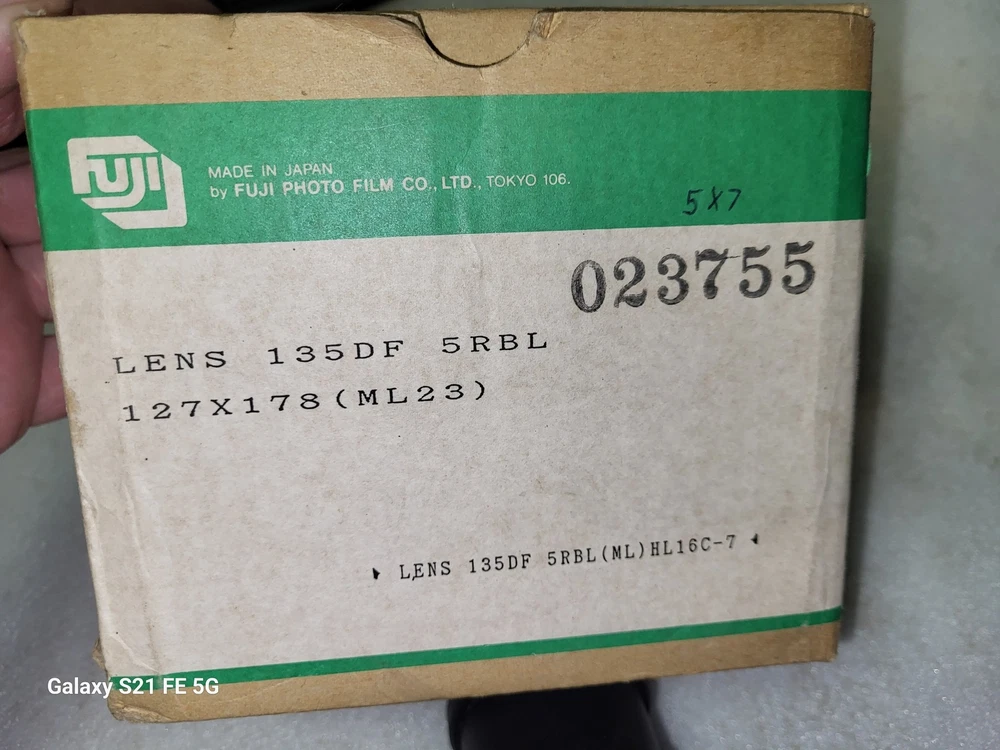 FUJI
MADE IN JAPAN
by FUJI PHOTO FILM CO., LTD., TOKYO 106.
5X7
023755
LENS 135DF 5RBL
127X178(ML23)
LENS 135DF 5RBL(ML)HL16C-7
Galaxy S21 FE 5G